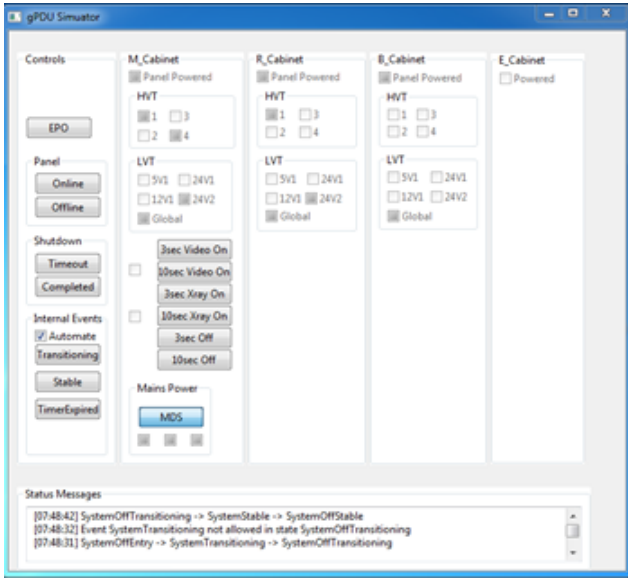 gPDU Simuator
Controls
EPO
Panel
Online
Offline
Shutdown
Timeout
Completed
Internal Events
Automate
Transitioning
Stable
TimerExpired
M_Cabinet
Panel Powered
HVT
1 3
2 4
LVT
5V1 24V1
12V1 24V2
Global
3sec Video On
10sec Video On
3sec Xray On
10sec Xray On
3sec Off
10sec Off
Mains Power
MDS
R_Cabinet
Panel Powered
HVT
1 3
2 4
LVT
5V1 24V1
12V1 24V2
Global
B_Cabinet
Panel Powered
HVT
1 3
2 4
LVT
5V1 24V1
12V1 24V2
Global
E_Cabinet
Powered
Status Messages
[07:48:42] SystemOffTransitioning -> SystemStable -> SystemOffStable
[07:48:32] Event SystemTransitioning not allowed in state SystemOffTransitioning
[07:48:31] SystemOffEntry -> SystemTransitioning -> SystemOffTransitioning